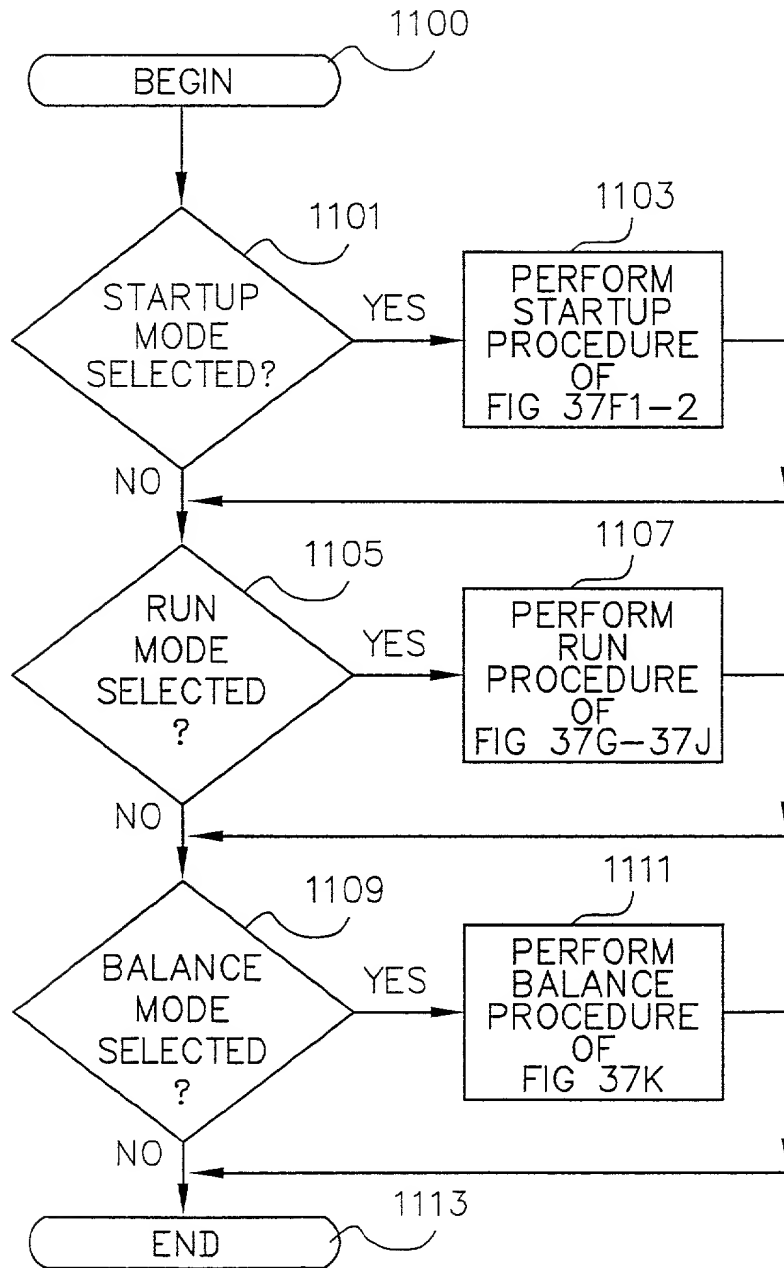 1100
BEGIN
1101
STARTUP
MODE
SELECTED?
YES
1103
PERFORM
STARTUP
PROCEDURE
OF
FIG 37F1-2
NO
1105
RUN
MODE
SELECTED
?
YES
1107
PERFORM
RUN
PROCEDURE
OF
FIG 37G-37J
NO
1109
BALANCE
MODE
SELECTED
?
YES
1111
PERFORM
BALANCE
PROCEDURE
OF
FIG 37K
NO
1113
END